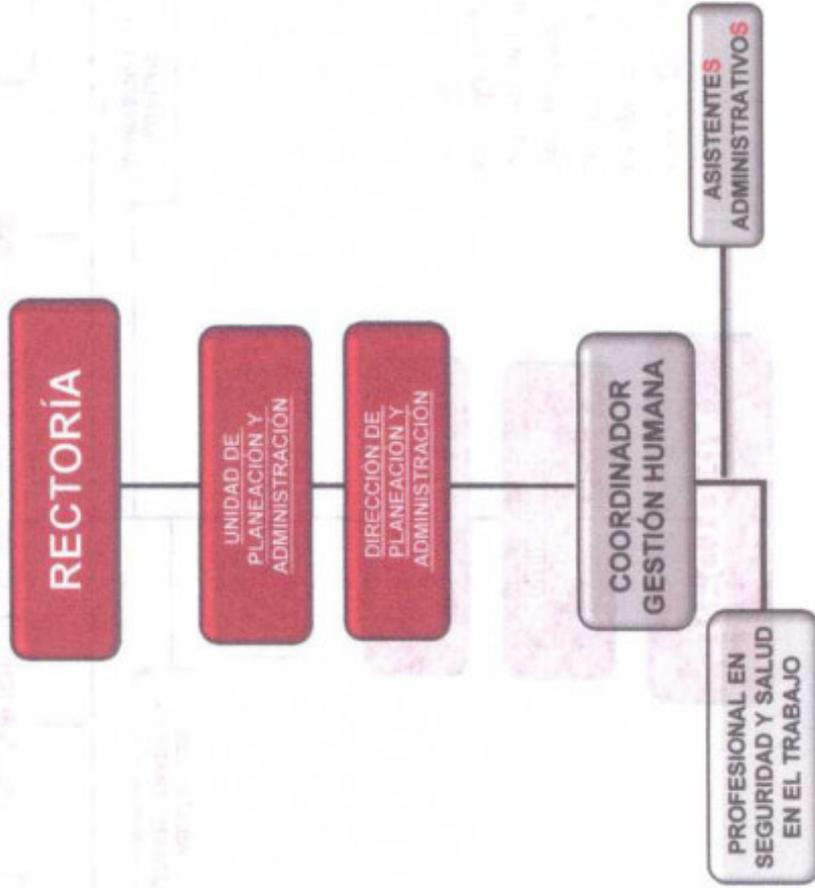 RECTORÍA
UNIDAD DE
PLANEACIÓN Y
ADMINISTRACIÓN
DIRECCIÓN DE
PLANEACIÓN Y
ADMINISTRACIÓN
COORDINADOR
GESTIÓN HUMANA
PROFESIONAL EN
SEGURIDAD Y SALUD
EN EL TRABAJO
ASISTENTES
ADMINISTRATIVOS